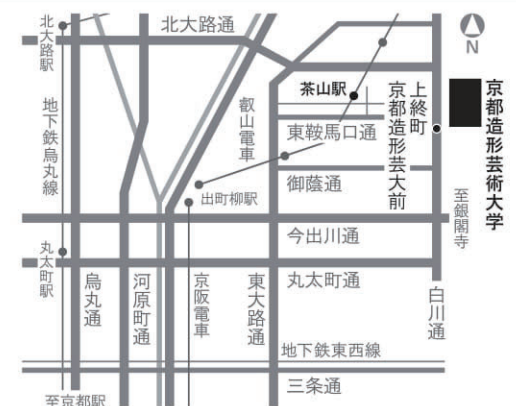 北大路駅
北大路通
N
地下鉄烏丸線
叡山電車
茶山駅
上終町
京都造形芸大前
京都造形芸術大学
東鞍馬口通
御蔭通
出町柳駅
至銀閣寺
今出川通
丸太町駅
烏丸通
河原町通
京阪電車
東大路通
丸太町通
白川通
地下鉄東西線
三条通
至京都駅